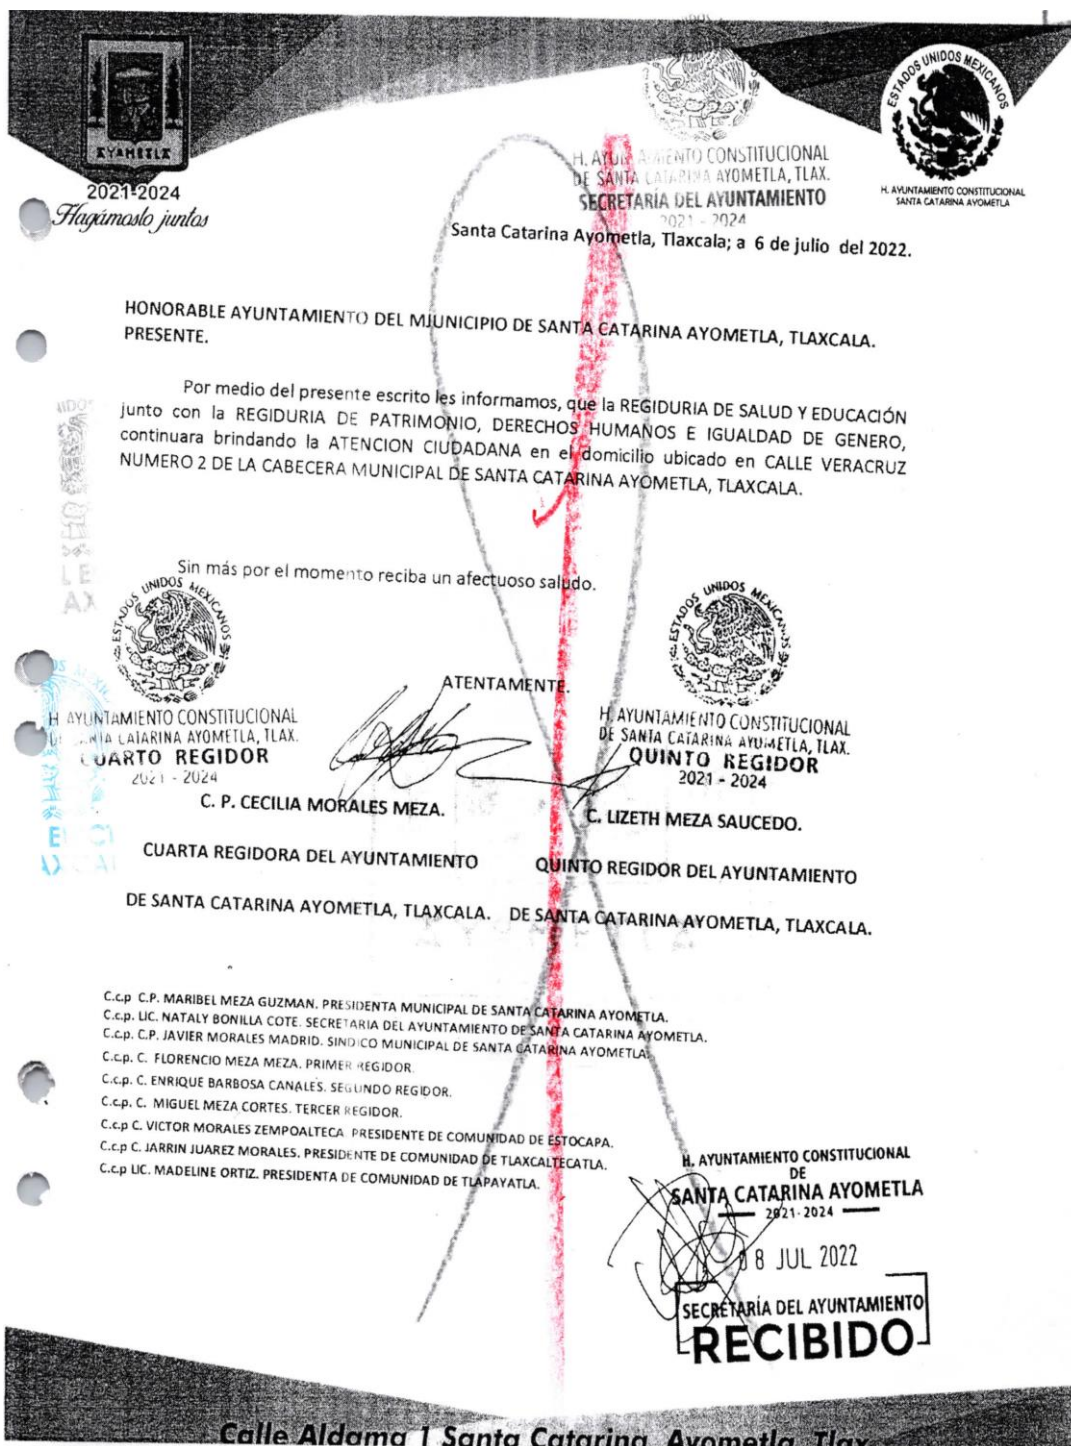 AYAMETLA
2021-2024
Hagámoslo juntos
ESTADOS UNIDOS MEXICANOS
H. AYUNTAMIENTO CONSTITUCIONAL
SANTA CATARINA AYOMETLA
H. AYUNTAMIENTO CONSTITUCIONAL
DE SANTA CATARINA AYOMETLA, TLAX.
SECRETARÍA DEL AYUNTAMIENTO
2021 - 2024
Santa Catarina Ayometla, Tlaxcala; a 6 de julio del 2022.
HONORABLE AYUNTAMIENTO DEL MJUNICIPIO DE SANTA CATARINA AYOMETLA, TLAXCALA.
PRESENTE.
Por medio del presente escrito les informamos, que la REGIDURIA DE SALUD Y EDUCACIÓN
junto con la REGIDURIA DE PATRIMONIO, DERECHOS HUMANOS E IGUALDAD DE GENERO,
continuara brindando la ATENCION CIUDADANA en el domicilio ubicado en CALLE VERACRUZ
NUMERO 2 DE LA CABECERA MUNICIPAL DE SANTA CATARINA AYOMETLA, TLAXCALA.
Sin más por el momento reciba un afectuoso saludo.
ESTADOS UNIDOS MEXICANOS
ESTADOS UNIDOS MEXICANOS
ATENTAMENTE.
H. AYUNTAMIENTO CONSTITUCIONAL
DE SANTA CATARINA AYOMETLA, TLAX.
CUARTO REGIDOR
2021 - 2024
H. AYUNTAMIENTO CONSTITUCIONAL
DE SANTA CATARINA AYOMETLA, TLAX.
QUINTO REGIDOR
2021 - 2024
C. P. CECILIA MORALES MEZA.
C. LIZETH MEZA SAUCEDO.
CUARTA REGIDORA DEL AYUNTAMIENTO QUINTO REGIDOR DEL AYUNTAMIENTO
DE SANTA CATARINA AYOMETLA, TLAXCALA. DE SANTA CATARINA AYOMETLA, TLAXCALA.
C.c.p C.P. MARIBEL MEZA GUZMAN. PRESIDENTA MUNICIPAL DE SANTA CATARINA AYOMETLA.
C.c.p. LIC. NATALY BONILLA COTE. SECRETARIA DEL AYUNTAMIENTO DE SANTA CATARINA AYOMETLA.
C.c.p. C.P. JAVIER MORALES MADRID. SINDICO MUNICIPAL DE SANTA CATARINA AYOMETLA.
C.c.p. C. FLORENCIO MEZA MEZA. PRIMER REGIDOR.
C.c.p. C. ENRIQUE BARBOSA CANALES. SEGUNDO REGIDOR.
C.c.p. C. MIGUEL MEZA CORTES. TERCER REGIDOR.
C.c.p C. VICTOR MORALES ZEMPOALTECA. PRESIDENTE DE COMUNIDAD DE ESTOCAPA.
C.c.p C. JARRIN JUAREZ MORALES. PRESIDENTE DE COMUNIDAD DE TLAXCALTECATLA.
C.c.p LIC. MADELINE ORTIZ. PRESIDENTA DE COMUNIDAD DE TLAPAYATLA.
H. AYUNTAMIENTO CONSTITUCIONAL
DE
SANTA CATARINA AYOMETLA
2021-2024
08 JUL 2022
SECRETARÍA DEL AYUNTAMIENTO
RECIBIDO
Calle Aldama 1 Santa Catarina Ayometla, Tlax